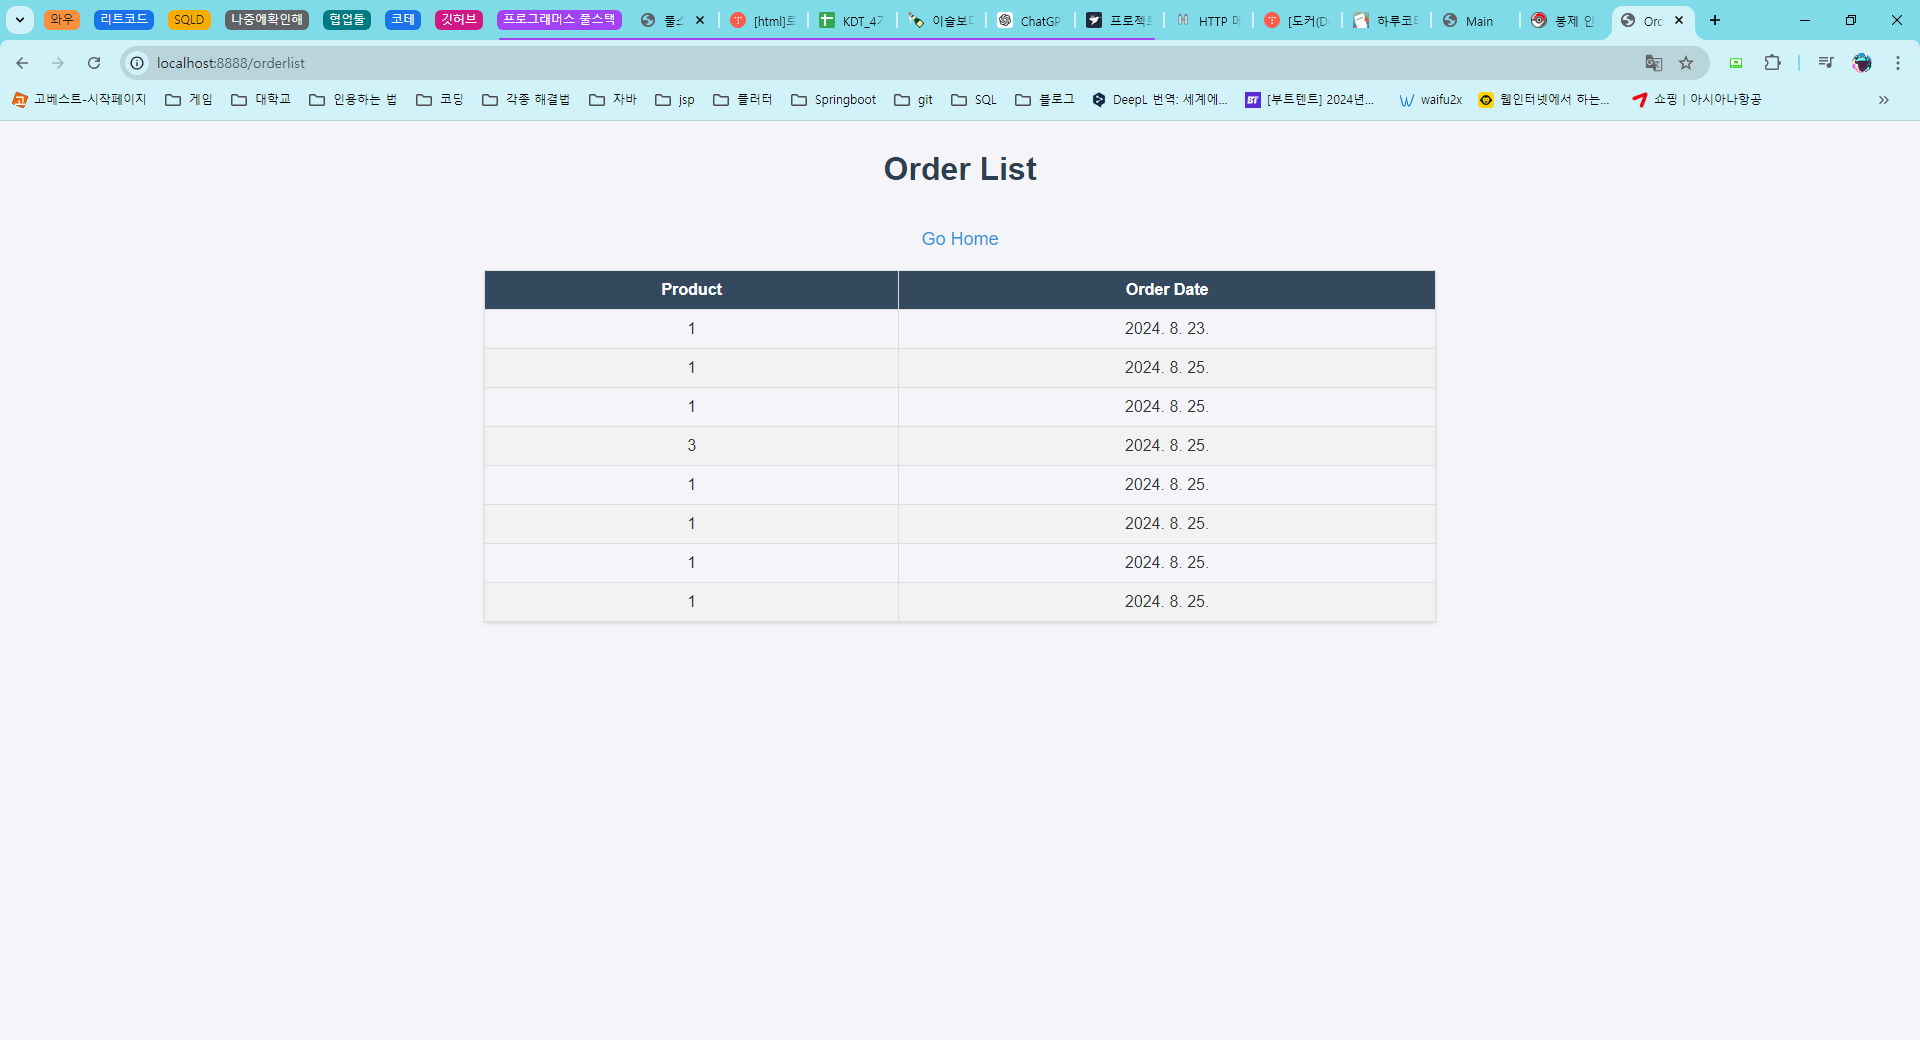 와우 리트코드 SQLD 나중에확인해 협업툴 코테 깃허브 프로그래머스 풀스택 [html] KDT_4 이슬보 ChatGP 프로젝트 HTTP [도커(D 하루코 Main 봉제 인 Orc
localhost:8888/orderlist
고베스트-시작페이지 게임 대학교 인용하는 법 코딩 각종 해결법 자바 jsp 플러터 Springboot git SQL 블로그 DeepL 번역: 세계에... [부트텐트] 2024년... waifu2x 웹인터넷에서 하는... 쇼핑 | 아시아나항공
Order List
Go Home
Product Order Date
1 2024. 8. 23.
1 2024. 8. 25.
1 2024. 8. 25.
3 2024. 8. 25.
1 2024. 8. 25.
1 2024. 8. 25.
1 2024. 8. 25.
1 2024. 8. 25.